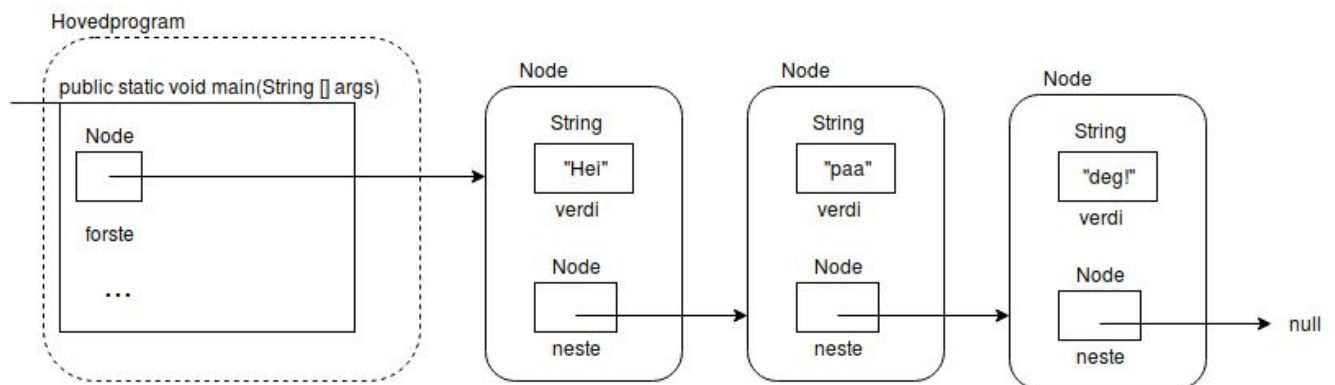 Hovedprogram
public static void main(String [] args)
Node
forste
...
Node
String
"Hei"
verdi
Node
neste
Node
String
"paa"
verdi
Node
neste
Node
String
"deg!"
verdi
Node
neste
null